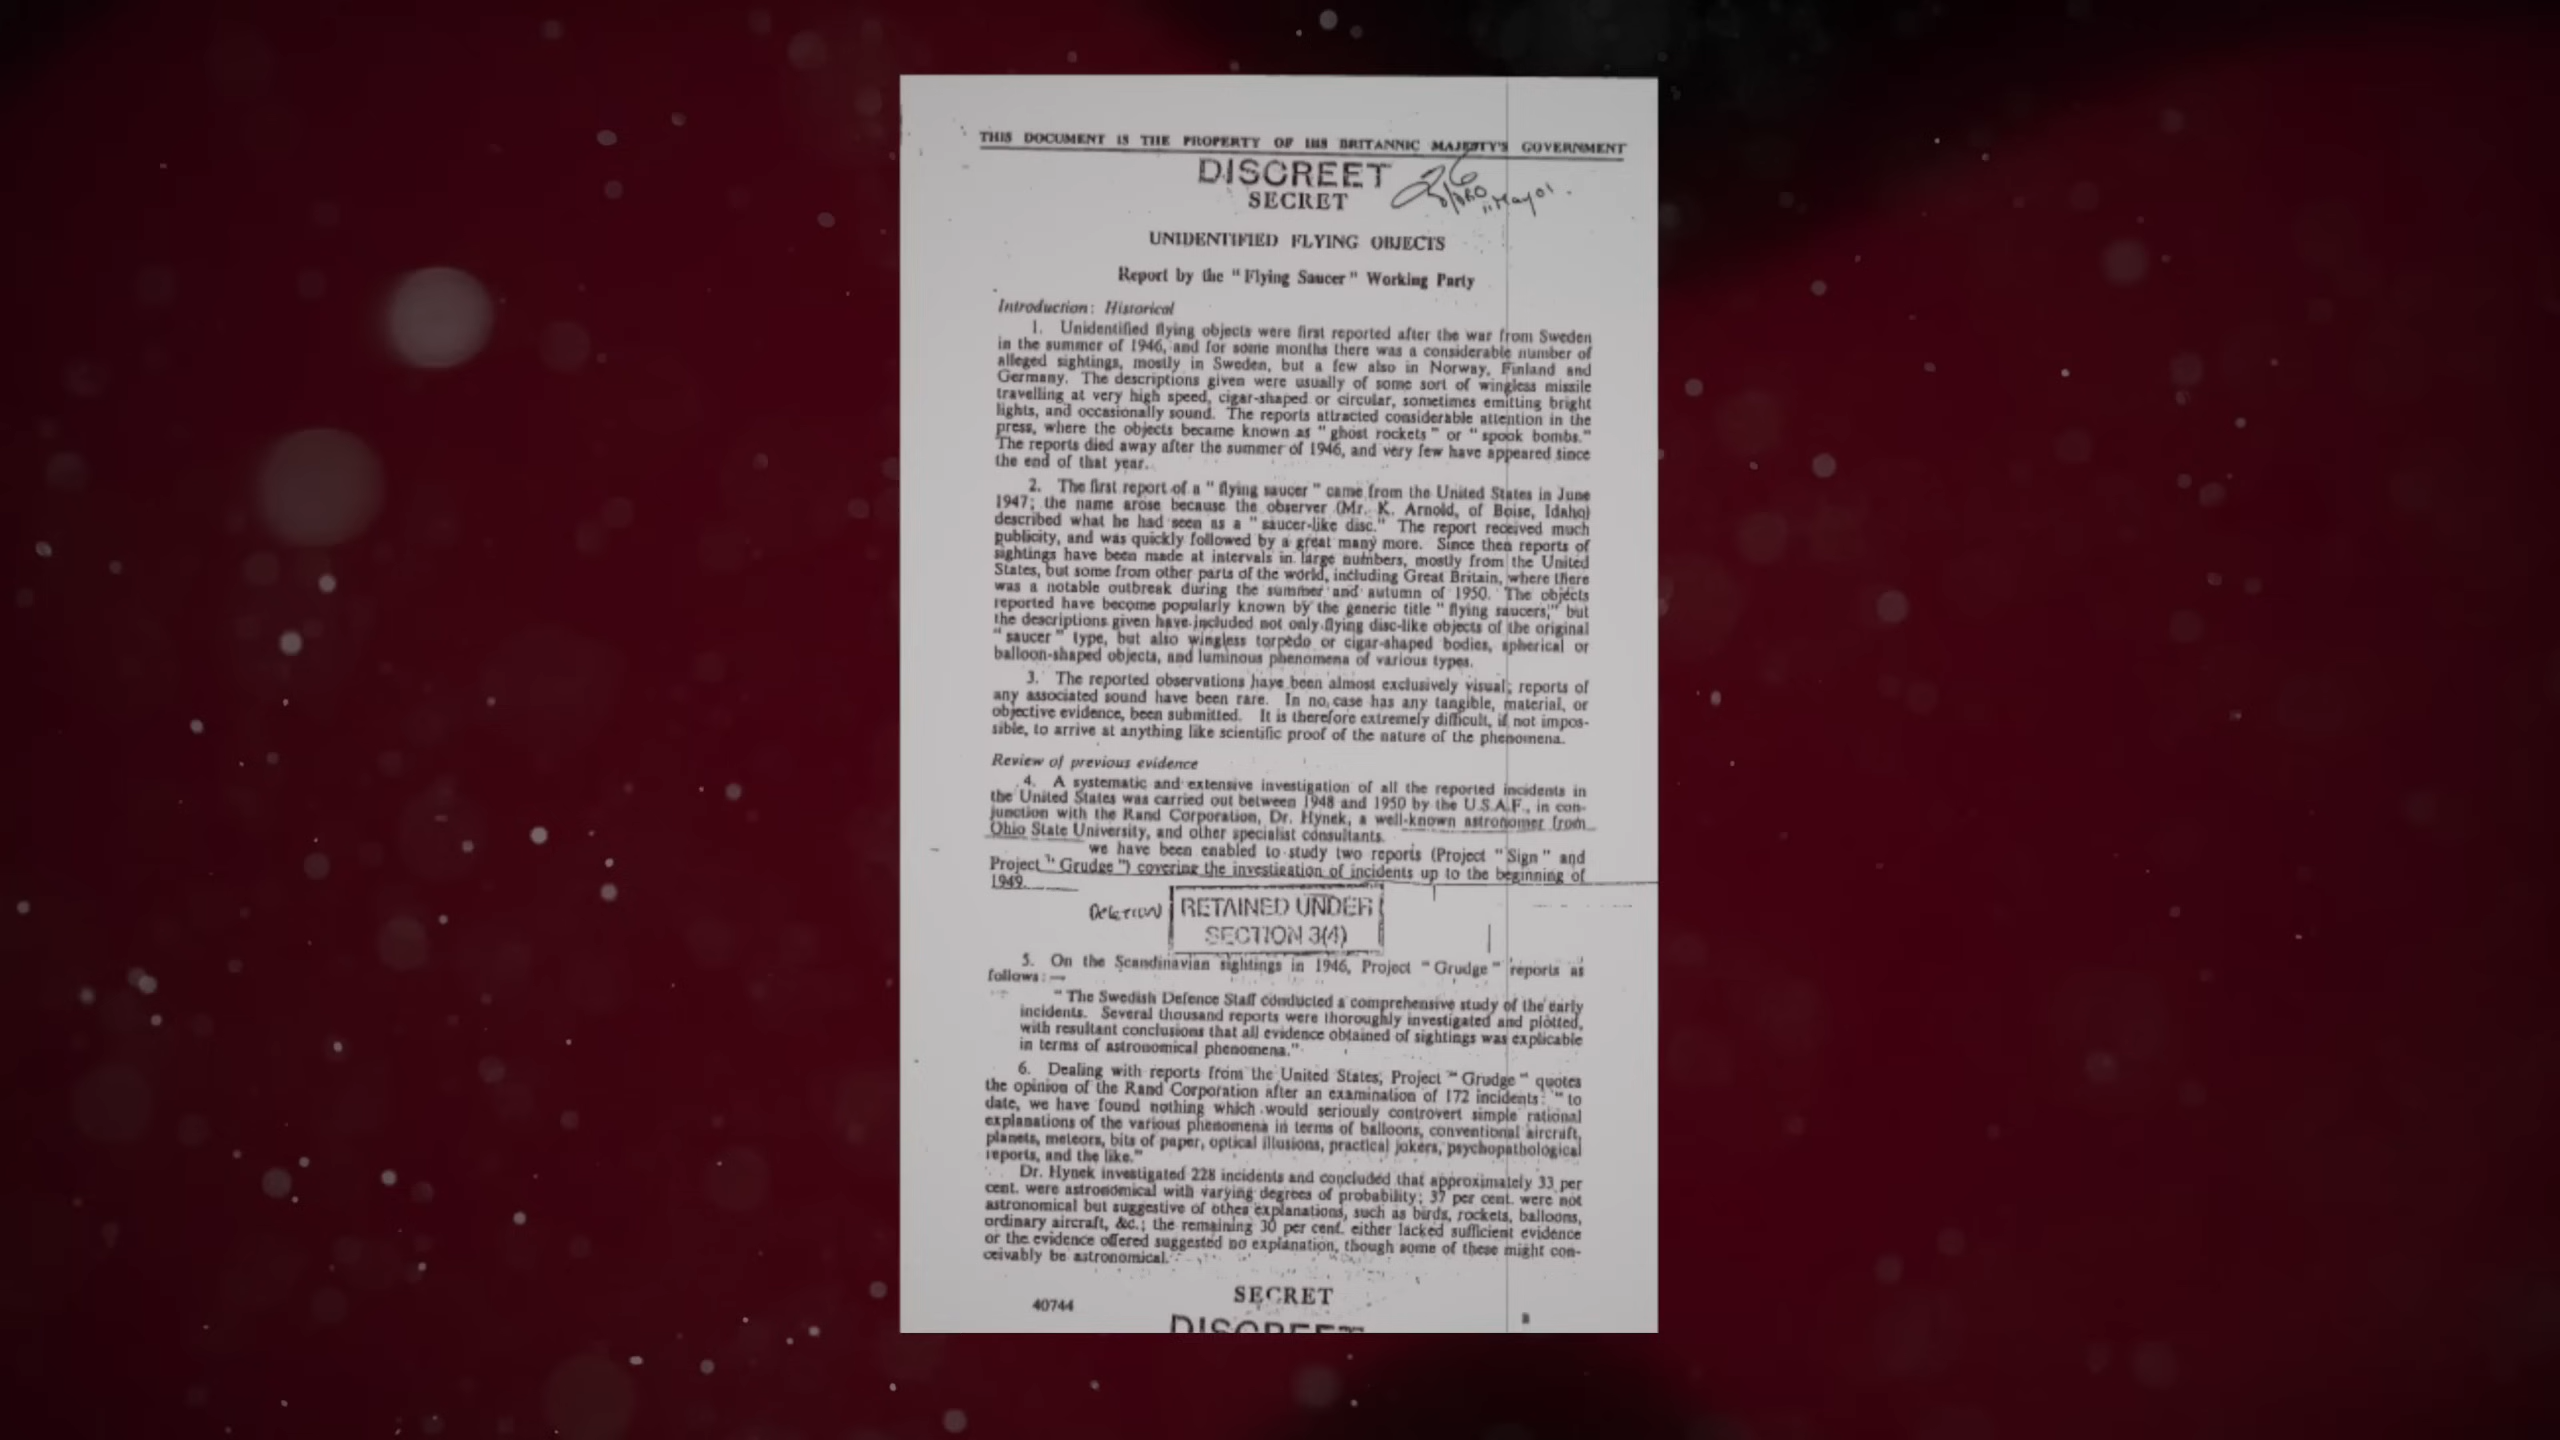 THIS DOCUMENT IS THE PROPERTY OF HIS BRITANNIC MAJESTY'S GOVERNMENT
DISCREET
SECRET
May 01.
UNIDENTIFIED FLYING OBJECTS
Report by the "Flying Saucer" Working Party
Introduction: Historical
1. Unidentified flying objects were first reported after the war from Sweden
in the summer of 1946, and for some months there was a considerable number of
alleged sightings, mostly in Sweden, but a few also in Norway, Finland and
Germany. The descriptions given were usually of some sort of wingless missile
travelling at very high speed, cigar-shaped or circular, sometimes emitting bright
lights, and occasionally sound. The reports attracted considerable attention in the
press, where the objects became known as "ghost rockets" or "spook bombs."
The reports died away after the summer of 1946, and very few have appeared since
the end of that year.
2. The first report of a "flying saucer" came from the United States in June
1947; the name arose because the observer (Mr. K. Arnold, of Boise, Idaho)
described what he had seen as a "saucer-like disc." The report received much
publicity, and was quickly followed by a great many more. Since then reports of
sightings have been made at intervals in large numbers, mostly from the United
States, but some from other parts of the world, including Great Britain, where there
was a notable outbreak during the summer and autumn of 1950. The objects
reported have become popularly known by the generic title "flying saucers," but
the descriptions given have included not only flying disc-like objects of the original
"saucer" type, but also wingless torpedo or cigar-shaped bodies, spherical or
balloon-shaped objects, and luminous phenomena of various types.
3. The reported observations have been almost exclusively visual; reports of
any associated sound have been rare. In no case has any tangible, material, or
objective evidence, been submitted. It is therefore extremely difficult, if not impos-
sible, to arrive at anything like scientific proof of the nature of the phenomena.
Review of previous evidence
4. A systematic and extensive investigation of all the reported incidents in
the United States was carried out between 1948 and 1950 by the U.S.A.F., in con-
junction with the Rand Corporation, Dr. Hynek, a well-known astronomer from
Ohio State University, and other specialist consultants.
we have been enabled to study two reports (Project "Sign" and
Project "Grudge") covering the investigation of incidents up to the beginning of
1949.
Deletion
RETAINED UNDER
SECTION 3(4)
5. On the Scandinavian sightings in 1946, Project "Grudge" reports as
follows:—
"The Swedish Defence Staff conducted a comprehensive study of the early
incidents. Several thousand reports were thoroughly investigated and plotted,
with resultant conclusions that all evidence obtained of sightings was explicable
in terms of astronomical phenomena."
6. Dealing with reports from the United States, Project "Grudge" quotes
the opinion of the Rand Corporation after an examination of 172 incidents: "to
date, we have found nothing which would seriously controvert simple rational
explanations of the various phenomena in terms of balloons, conventional aircraft,
planets, meteors, bits of paper, optical illusions, practical jokers, psychopathological
reports, and the like."
Dr. Hynek investigated 228 incidents and concluded that approximately 33 per
cent. were astronomical with varying degrees of probability; 37 per cent. were not
astronomical but suggestive of other explanations, such as birds, rockets, balloons,
ordinary aircraft, &c.; the remaining 30 per cent. either lacked sufficient evidence
or the evidence offered suggested no explanation, though some of these might con-
ceivably be astronomical.
SECRET
40744
DISCREET